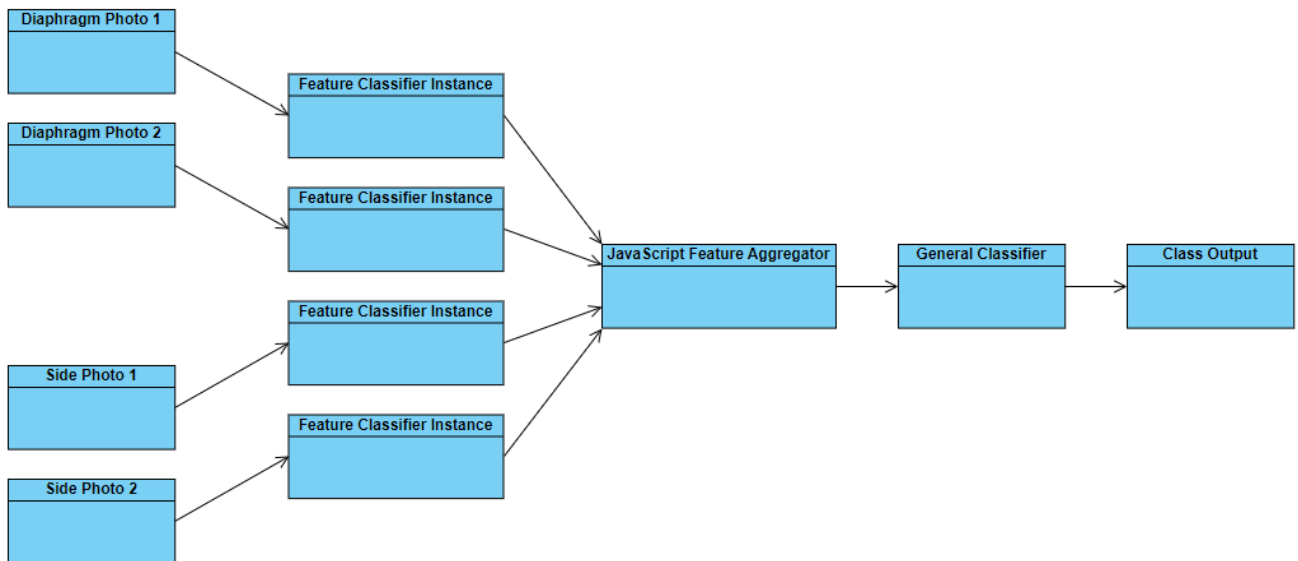 Diaphragm Photo 1
Diaphragm Photo 2
Side Photo 1
Side Photo 2
Feature Classifier Instance
Feature Classifier Instance
Feature Classifier Instance
Feature Classifier Instance
JavaScript Feature Aggregator
General Classifier
Class Output